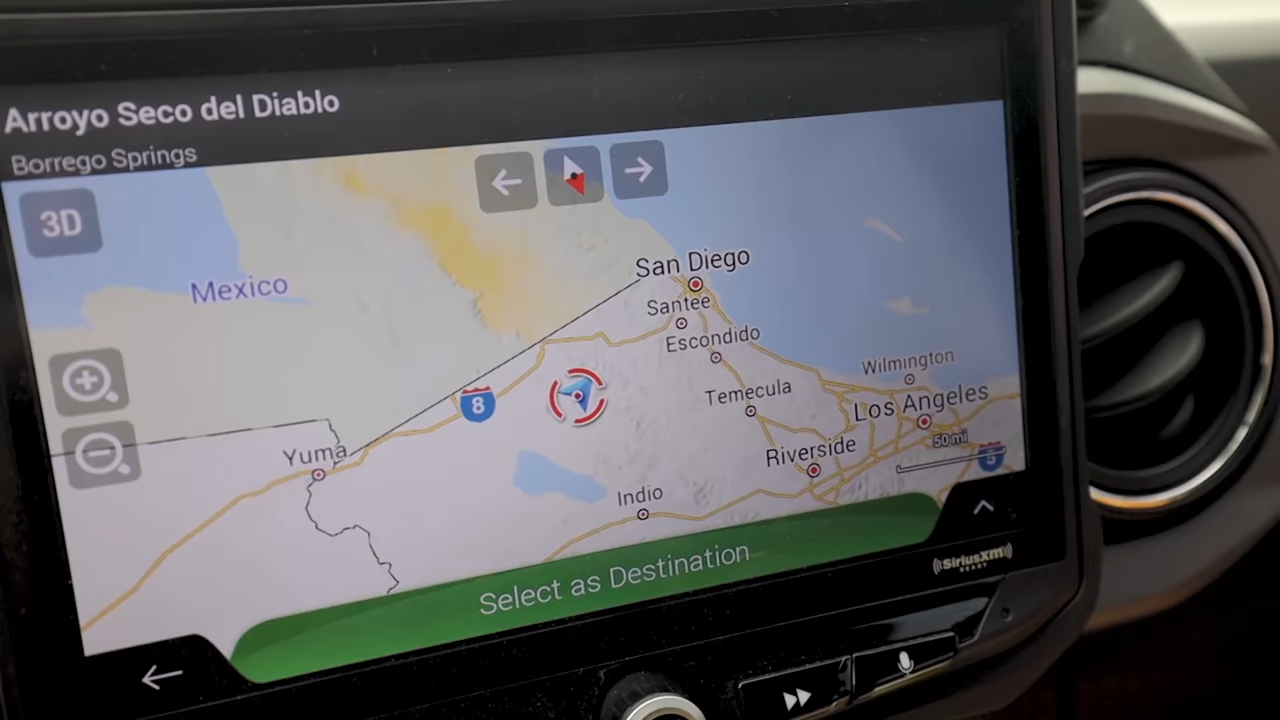 Arroyo Seco del Diablo
Borrego Springs
3D
Mexico
San Diego
Santee
Escondido
Wilmington
Temecula
Los Angeles
8
50 mi
Riverside
5
Yuma
Indio
Select as Destination
((SiriusXM))
READY